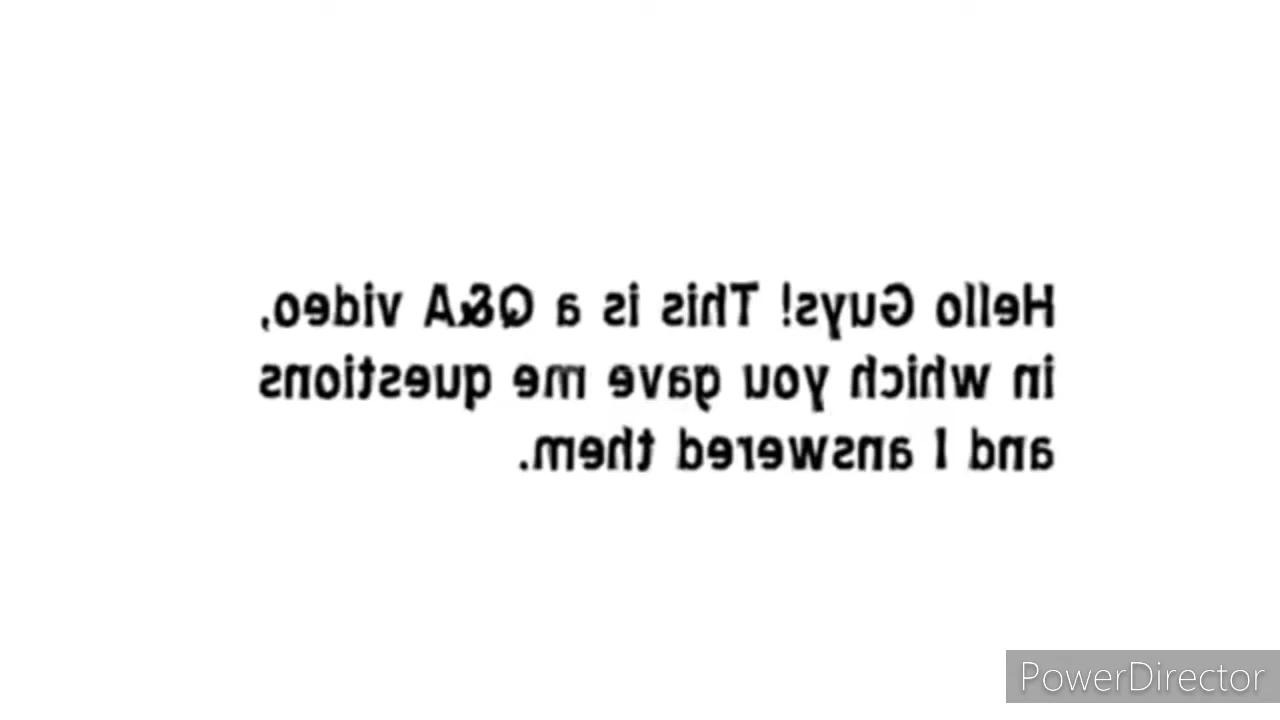 Hello Guys! This is a Q&A video,
in which you gave me questions
and I answered them.
PowerDirector